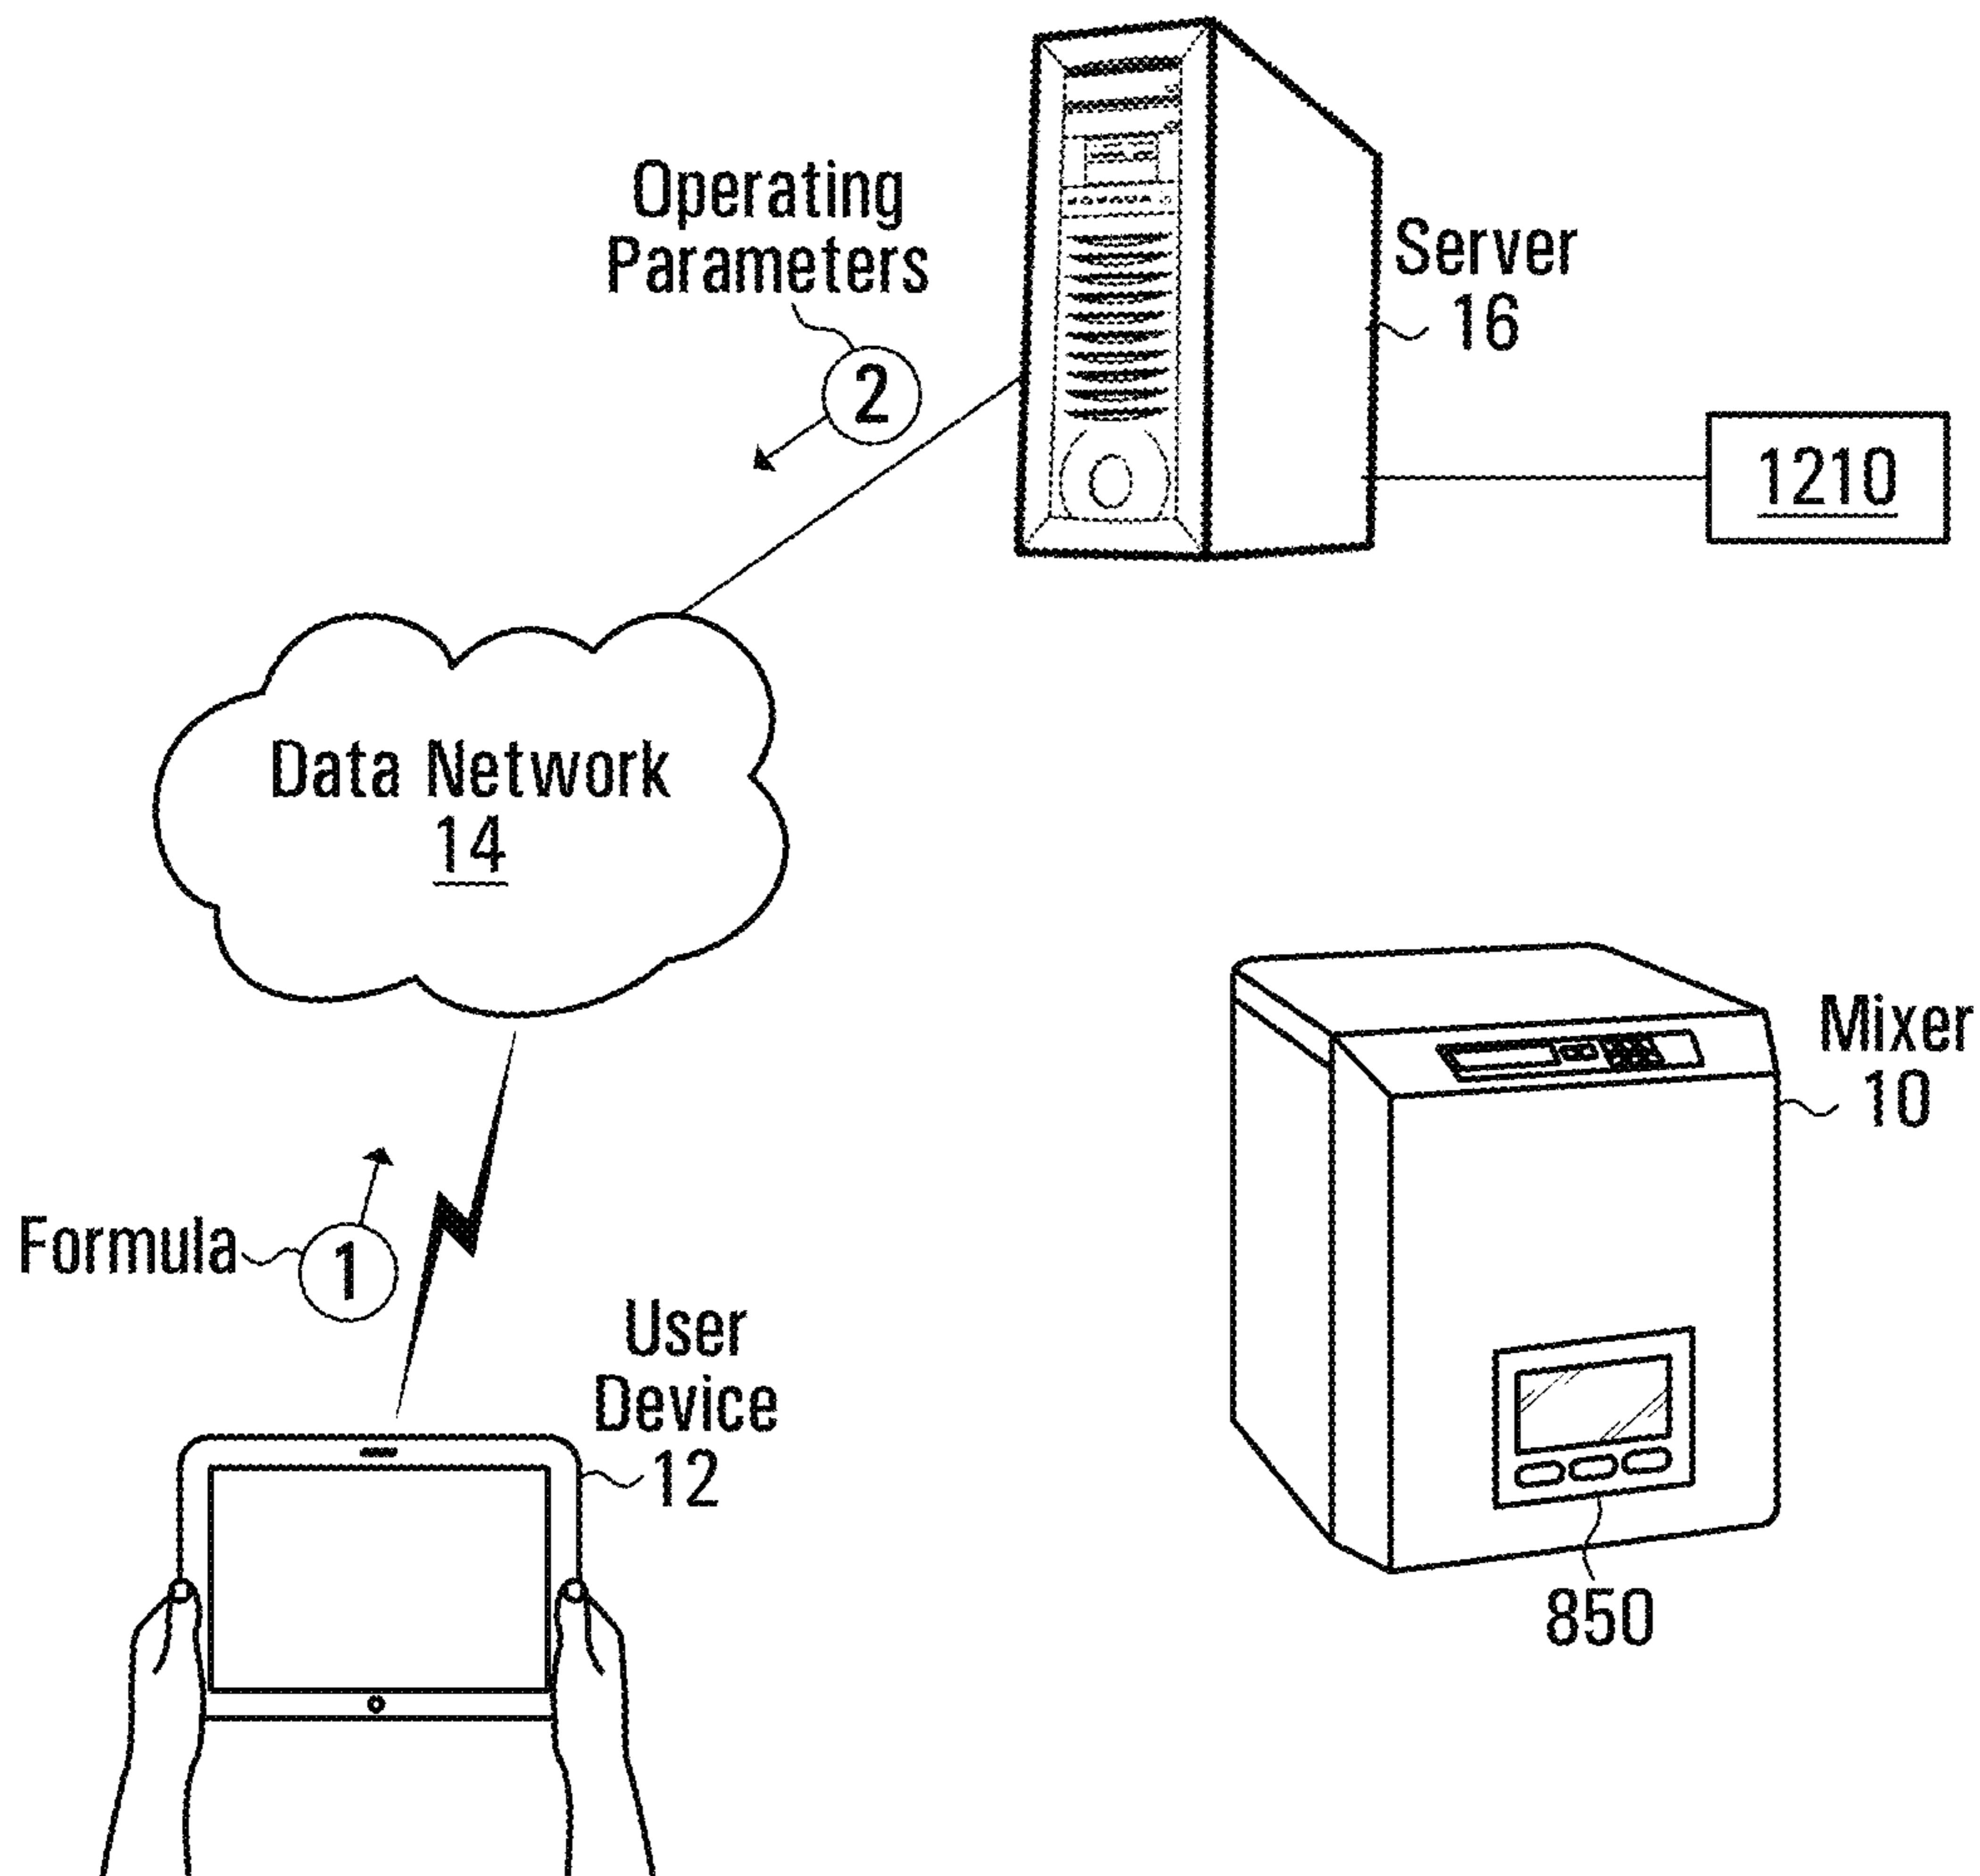 Operating
Parameters
2
Server
16
1210
Data Network
14
Mixer
10
Formula
1
User
Device
12
850